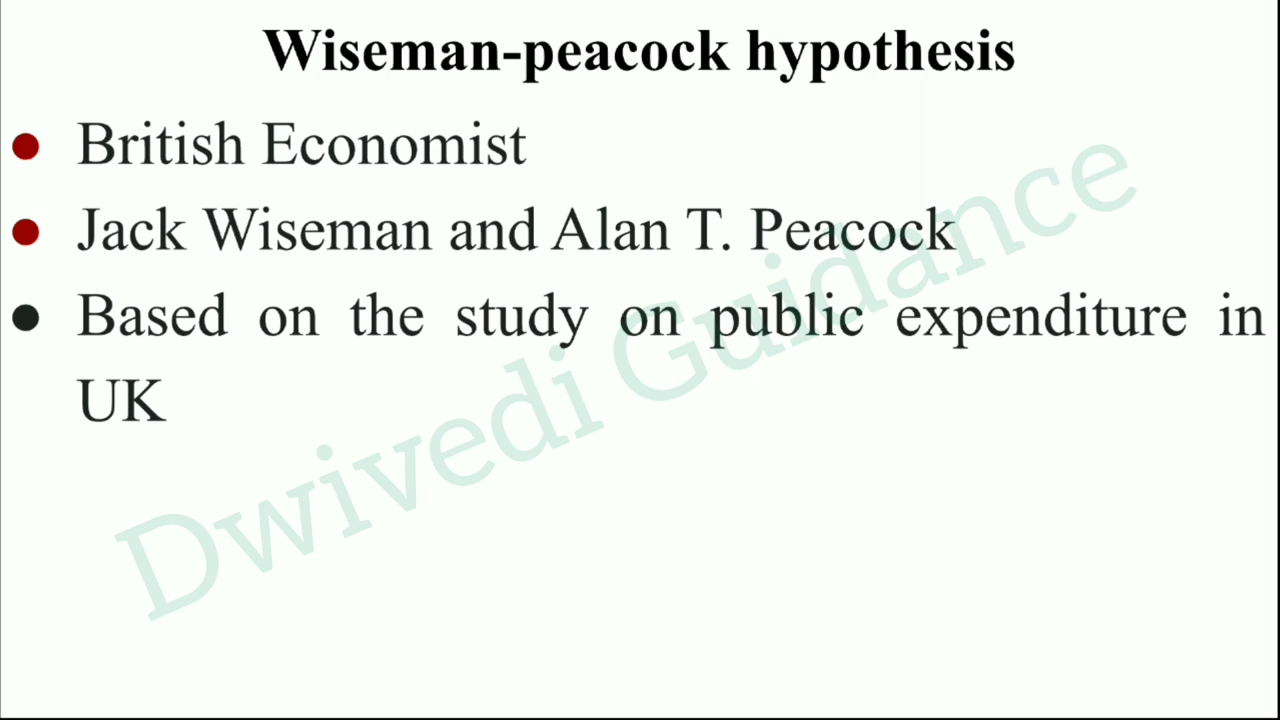 Wiseman-peacock hypothesis
● British Economist
● Jack Wiseman and Alan T. Peacock
● Based on the study on public expenditure in
UK
Dwivedi Guidance